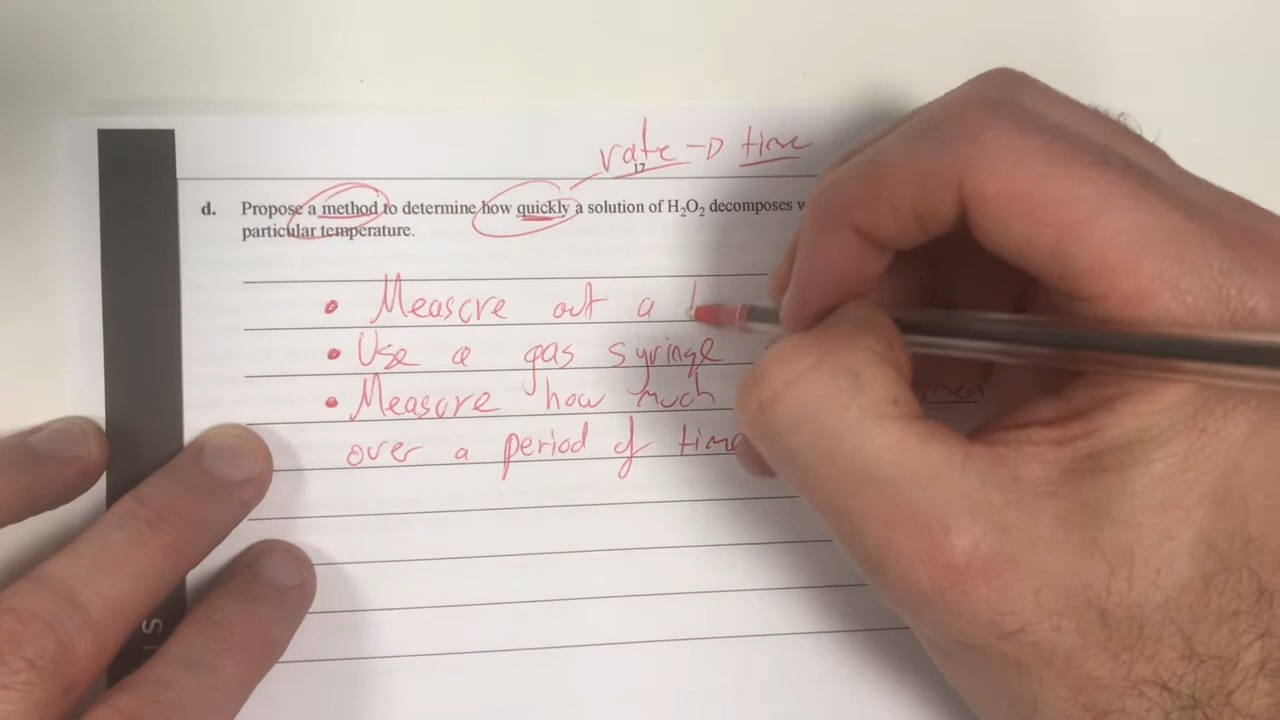 rate → time
17
d. Propose a method to determine how quickly a solution of H₂O₂ decomposes
particular temperature.
• Measure out a
• Use a gas syringe
• Measure how much
over a period of time
S